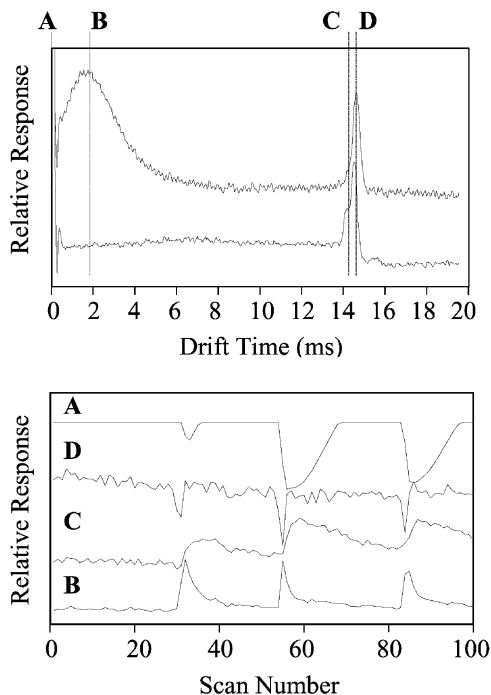 A B C D
Relative Response
0 2 4 6 8 10 12 14 16 18 20
Drift Time (ms)
A
D
C
B
Relative Response
0 20 40 60 80 100
Scan Number